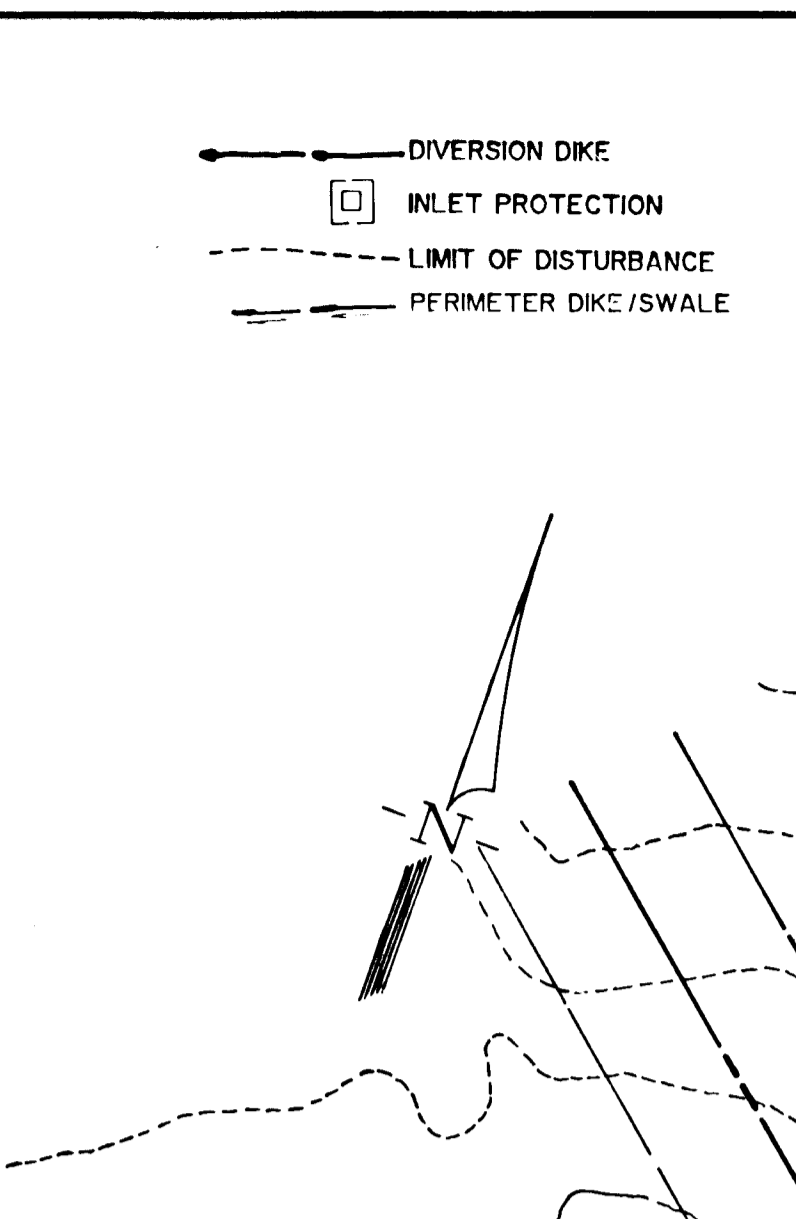 DIVERSION DIKE
INLET PROTECTION
LIMIT OF DISTURBANCE
PERIMETER DIKE/SWALE
N